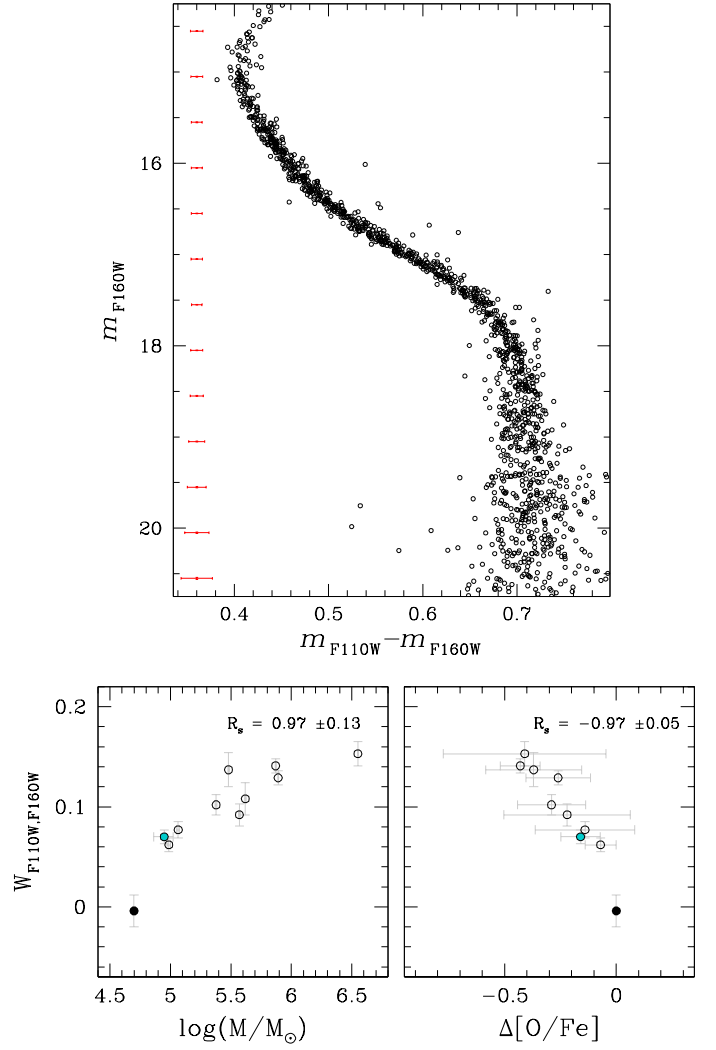 16
18
20
m F160W
0.4 0.5 0.6 0.7
m F110W−m F160W
0.2
0.1
0
W F110W,F160W
R s = 0.97 ±0.13
4.5 5 5.5 6 6.5
log(M/M⊙)
R s = −0.97 ±0.05
−0.5 0
Δ[O/Fe]